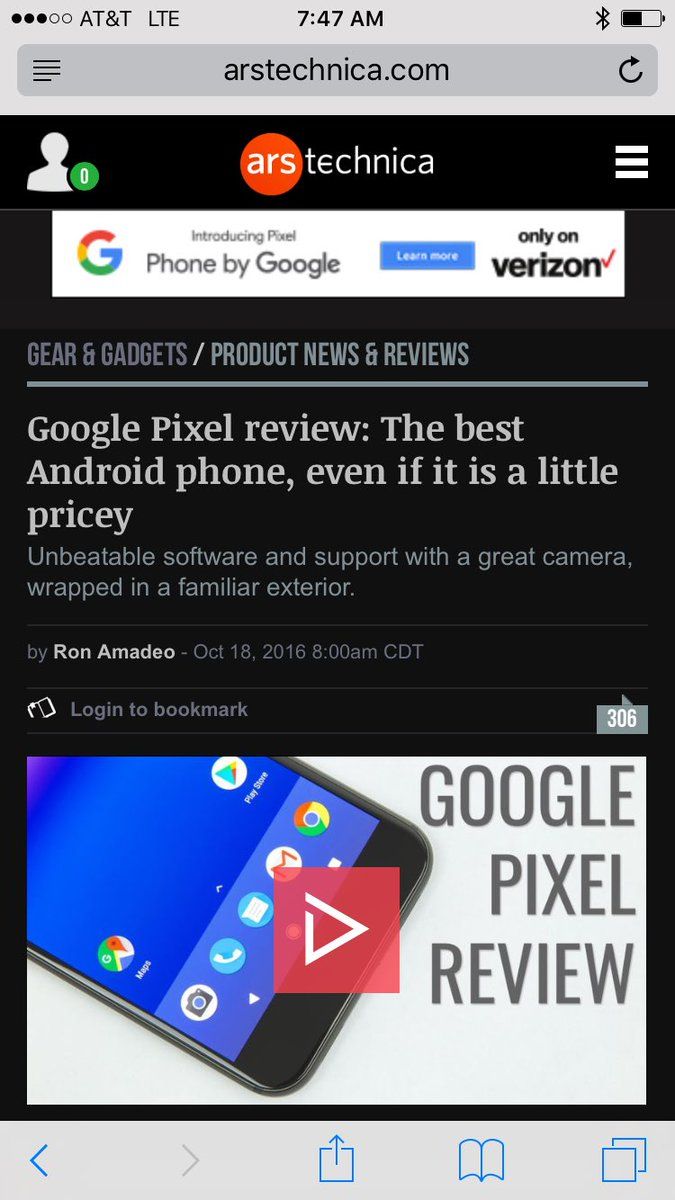 AT&T LTE 7:47 AM
arstechnica.com
0 ars technica
Introducing Pixel
Phone by Google
Learn more
only on
verizon
GEAR & GADGETS / PRODUCT NEWS & REVIEWS
Google Pixel review: The best
Android phone, even if it is a little
pricey
Unbeatable software and support with a great camera,
wrapped in a familiar exterior.
by Ron Amadeo - Oct 18, 2016 8:00am CDT
Login to bookmark
306
GOOGLE
PIXEL
REVIEW
Play Store
Maps